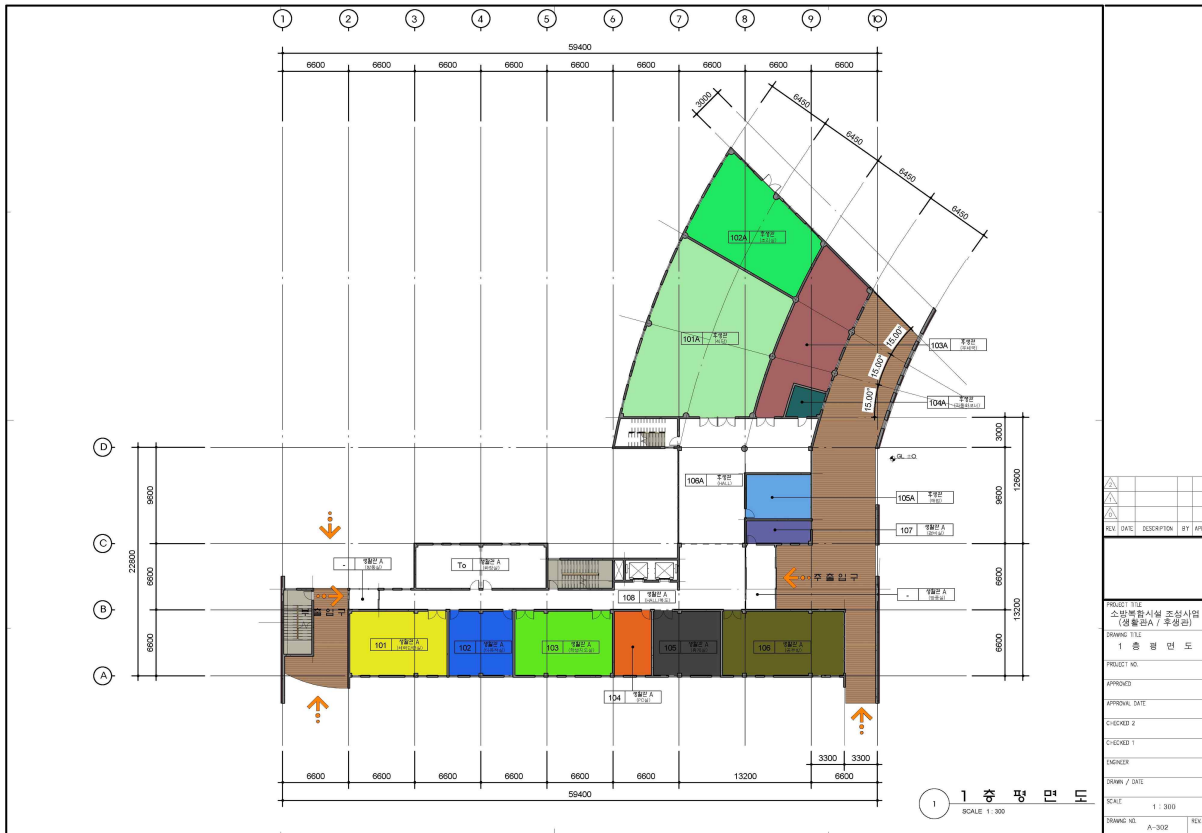 1 2 3 4 5 6 7 8 9 10
59400
6600 6600 6600 6600 6600 6600 6600 6600 6600
3000
6450
6450
6450
6450
102A 후생관
101A 후생관
15.00°
15.00°
15.00°
103A 후생관
104A 후생관
D
3000
GL ±0
106A 후생관
(HALL)
105A 후생관
9600
9600
12600
107 생활관 A
C
22800
- 생활관 A
To 생활관 A
주출입구
6600
6600
13200
108 생활관 A
- 생활관 A
B
부출입구
101 생활관 A
102 생활관 A
103 생활관 A
105 생활관 A
106 생활관 A
6600
6600
A
104 생활관 A
(PC실)
3300 3300
6600 6600 6600 6600 6600 6600 13200 6600
59400
1
1 층 평 면 도
SCALE 1 : 300
2
1
0
REV. DATE DESCRIPTION BY
PROJECT TITLE
소방복합시설 조성사업
(생활관A / 후생관)
DRAWING TITLE
1 층 평 면 도
PROJECT NO.
APPROVED
APPROVAL DATE
CHECKED 2
CHECKED 1
ENGINEER
DRAWN / DATE
SCALE
1 : 300
DRAWING NO.
A-302
REV.